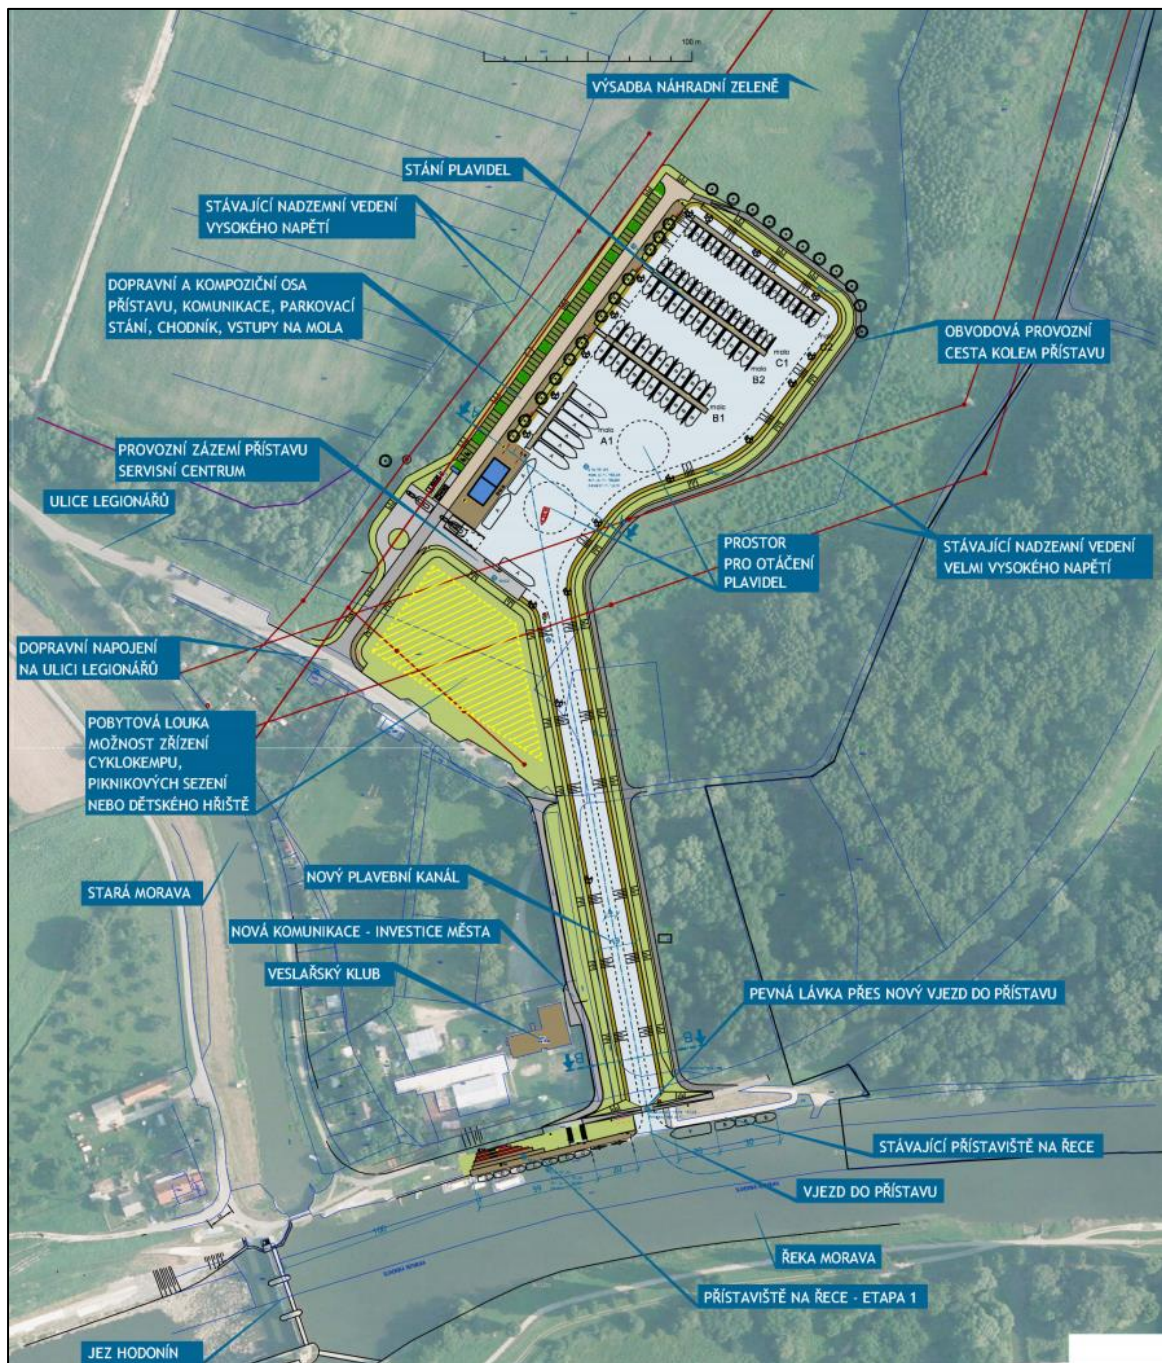 100 m
VÝSADBA NÁHRADNÍ ZELENĚ
STÁNÍ PLAVIDEL
STÁVAJÍCÍ NADZEMNÍ VEDENÍ
VYSOKÉHO NAPĚTÍ
DOPRAVNÍ A KOMPOZIČNÍ OSA
PŘÍSTAVU, KOMUNIKACE, PARKOVACÍ
STÁNÍ, CHODNÍK, VSTUPY NA MOLA
OBVODOVÁ PROVOZNÍ
CESTA KOLEM PŘÍSTAVU
molo
C1
molo
B2
molo
B1
molo
A1
PROVOZNÍ ZÁZEMÍ PŘÍSTAVU
SERVISNÍ CENTRUM
ULICE LEGIONÁŘŮ
PROSTOR
PRO OTÁČENÍ
PLAVIDEL
STÁVAJÍCÍ NADZEMNÍ VEDENÍ
VELMI VYSOKÉHO NAPĚTÍ
DOPRAVNÍ NAPOJENÍ
NA ULICI LEGIONÁŘŮ
POBYTOVÁ LOUKA
MOŽNOST ZŘÍZENÍ
CYKLOKEMPU,
PIKNIKOVÝCH SEZENÍ
NEBO DĚTSKÉHO HŘIŠTĚ
NOVÝ PLAVEBNÍ KANÁL
STARÁ MORAVA
NOVÁ KOMUNIKACE - INVESTICE MĚSTA
VESLAŘSKÝ KLUB
PEVNÁ LÁVKA PŘES NOVÝ VJEZD DO PŘÍSTAVU
B
B
STÁVAJÍCÍ PŘÍSTAVIŠTĚ NA ŘECE
VJEZD DO PŘÍSTAVU
ŘEKA MORAVA
PŘÍSTAVIŠTĚ NA ŘECE - ETAPA 1
JEZ HODONÍN